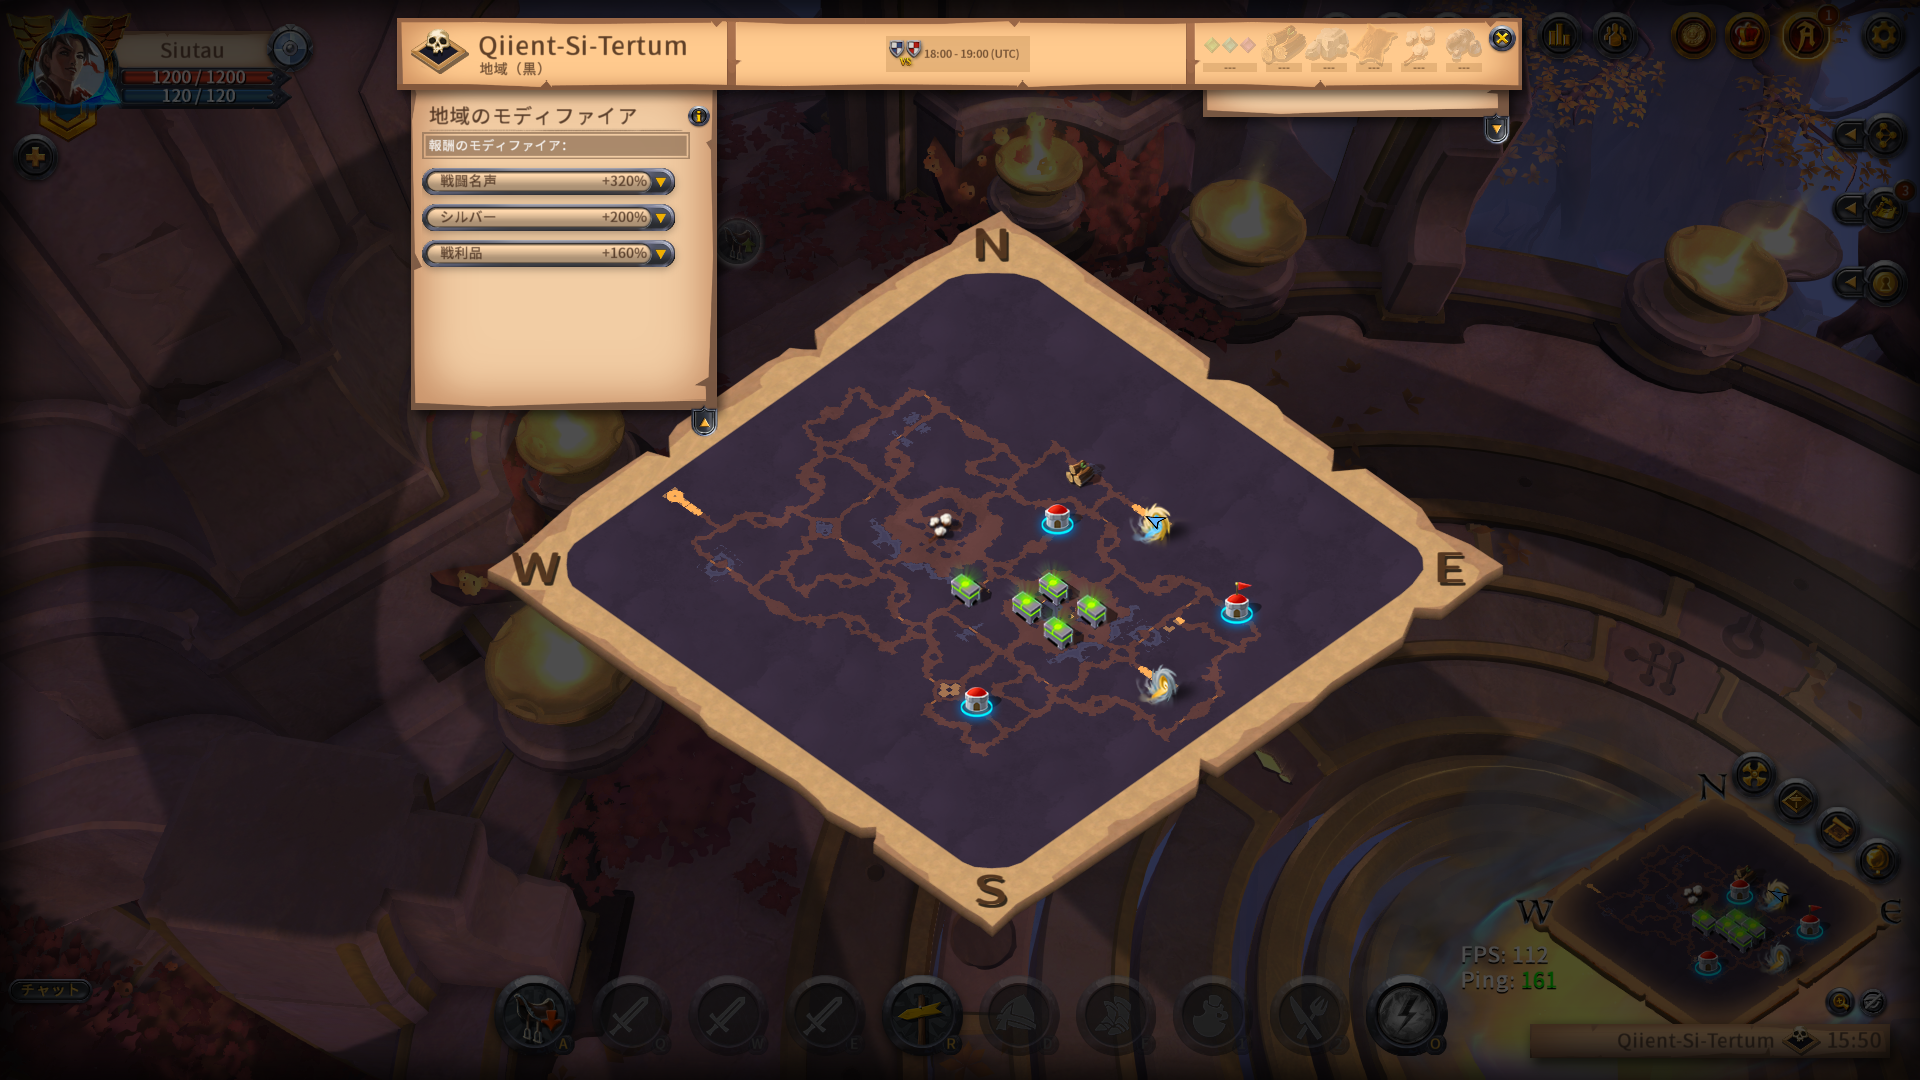 Siutau
1200 / 1200
120 / 120
Qiient-Si-Tertum
地域（黒）
18:00 - 19:00 (UTC)
---
---
---
---
---
---
1
3
地域のモディファイア
報酬のモディファイア:
戦闘名声 +320%
シルバー +200%
戦利品 +160%
N
W
E
S
N
W
E
FPS: 112
Ping: 161
チャット
A
Q
W
E
R
D
O
Qiient-Si-Tertum 15:50